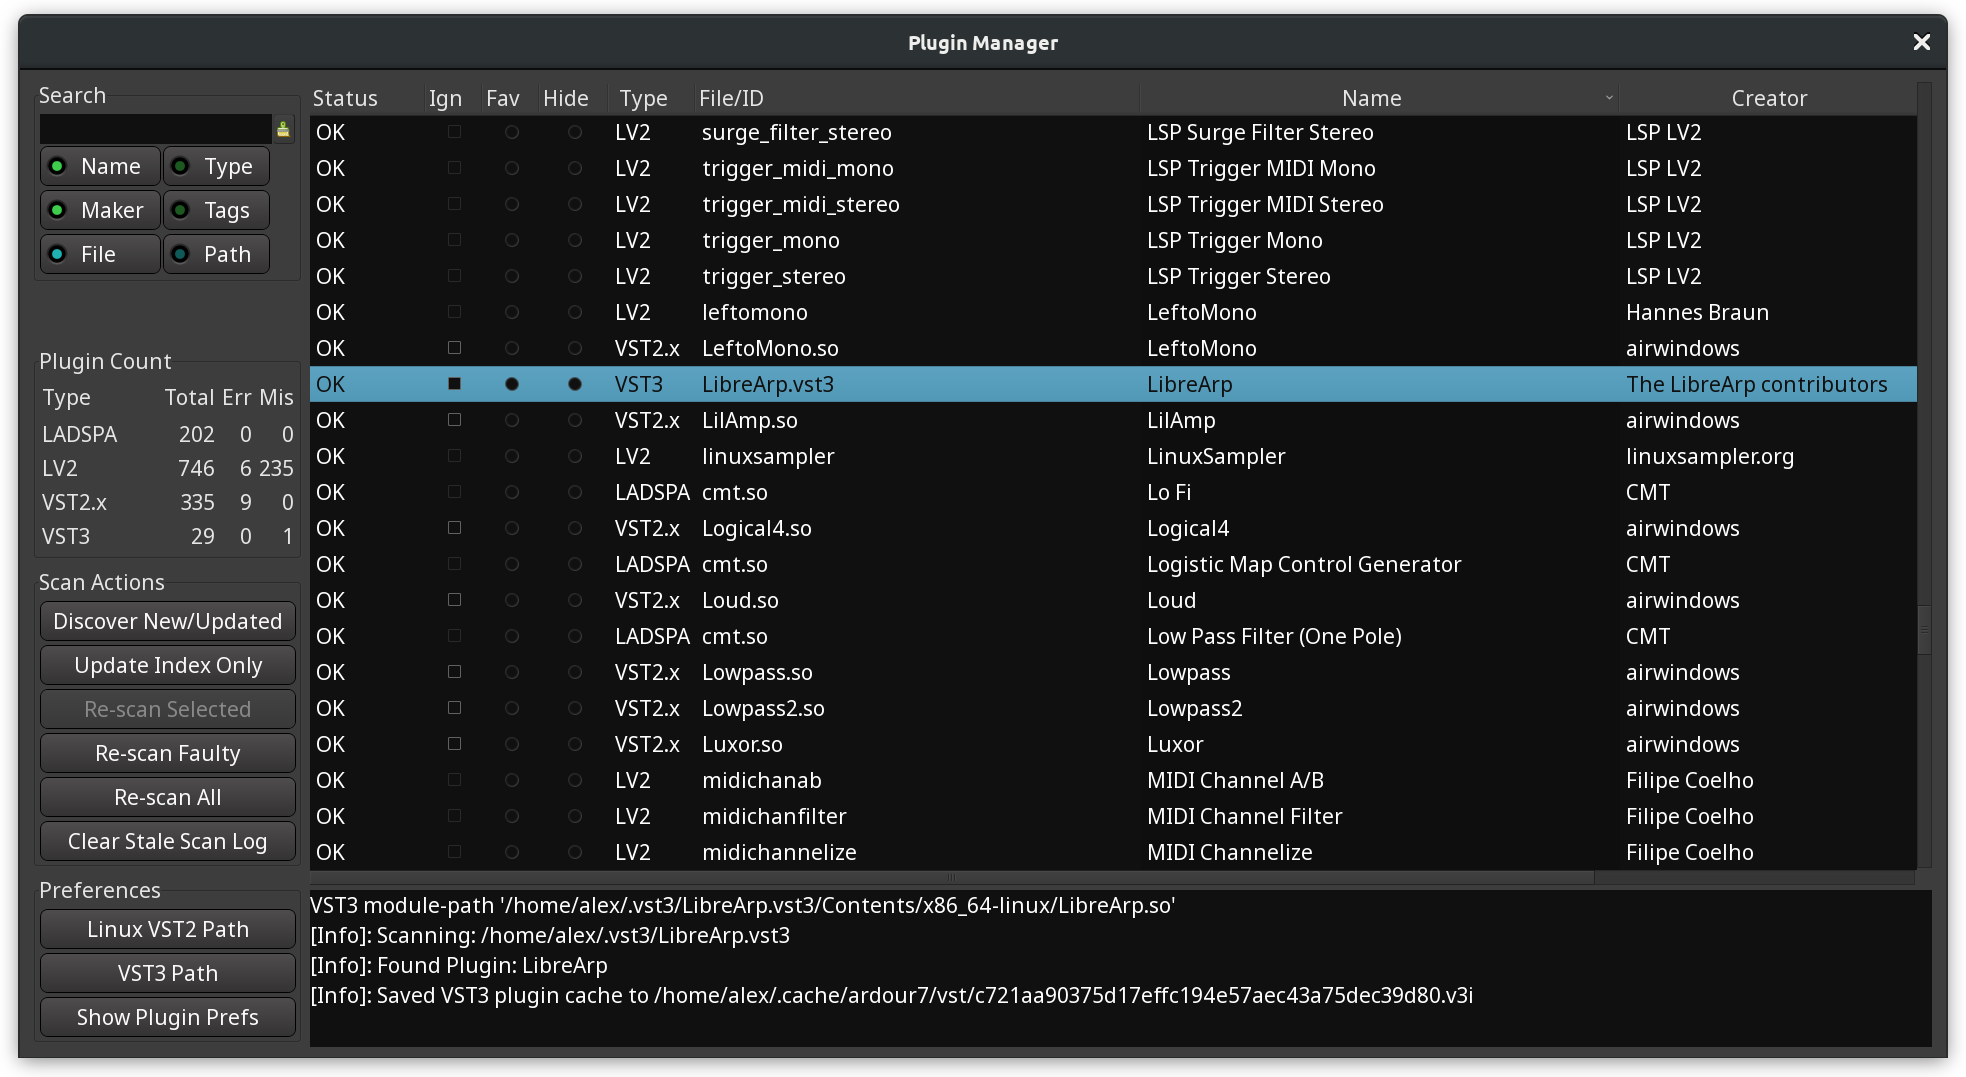 Plugin Manager
Search
Name Type
Maker Tags
File Path
Plugin Count
Type Total Err Mis
LADSPA 202 0 0
LV2 746 6 235
VST2.x 335 9 0
VST3 29 0 1
Scan Actions
Discover New/Updated
Update Index Only
Re-scan Selected
Re-scan Faulty
Re-scan All
Clear Stale Scan Log
Preferences
Linux VST2 Path
VST3 Path
Show Plugin Prefs
Status Ign Fav Hide Type File/ID Name Creator
OK LV2 surge_filter_stereo LSP Surge Filter Stereo LSP LV2
OK LV2 trigger_midi_mono LSP Trigger MIDI Mono LSP LV2
OK LV2 trigger_midi_stereo LSP Trigger MIDI Stereo LSP LV2
OK LV2 trigger_mono LSP Trigger Mono LSP LV2
OK LV2 trigger_stereo LSP Trigger Stereo LSP LV2
OK LV2 leftomono LeftoMono Hannes Braun
OK VST2.x LeftoMono.so LeftoMono airwindows
OK VST3 LibreArp.vst3 LibreArp The LibreArp contributors
OK VST2.x LilAmp.so LilAmp airwindows
OK LV2 linuxsampler LinuxSampler linuxsampler.org
OK LADSPA cmt.so Lo Fi CMT
OK VST2.x Logical4.so Logical4 airwindows
OK LADSPA cmt.so Logistic Map Control Generator CMT
OK VST2.x Loud.so Loud airwindows
OK LADSPA cmt.so Low Pass Filter (One Pole) CMT
OK VST2.x Lowpass.so Lowpass airwindows
OK VST2.x Lowpass2.so Lowpass2 airwindows
OK VST2.x Luxor.so Luxor airwindows
OK LV2 midichanab MIDI Channel A/B Filipe Coelho
OK LV2 midichanfilter MIDI Channel Filter Filipe Coelho
OK LV2 midichannelize MIDI Channelize Filipe Coelho
VST3 module-path '/home/alex/.vst3/LibreArp.vst3/Contents/x86_64-linux/LibreArp.so'
[Info]: Scanning: /home/alex/.vst3/LibreArp.vst3
[Info]: Found Plugin: LibreArp
[Info]: Saved VST3 plugin cache to /home/alex/.cache/ardour7/vst/c721aa90375d17effc194e57aec43a75dec39d80.v3i